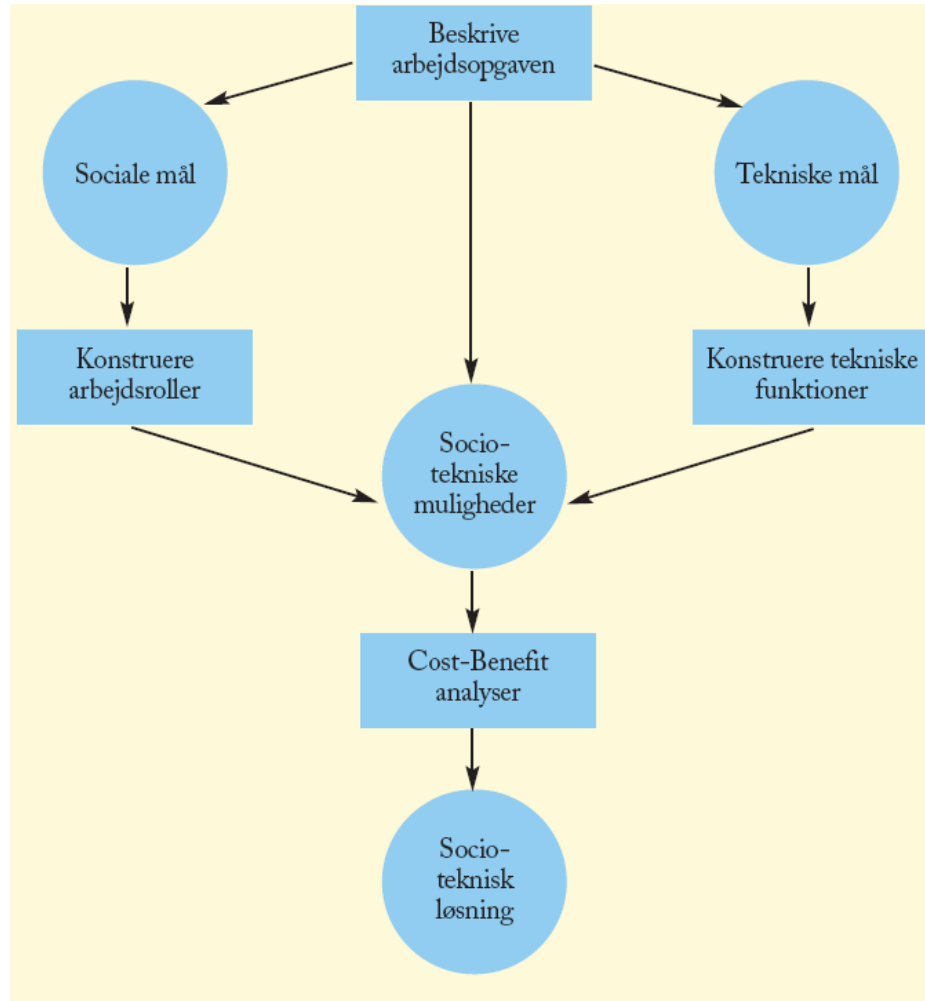 Beskrive
arbejdsopgaven
Sociale mål
Tekniske mål
Konstruere
arbejdsroller
Konstruere tekniske
funktioner
Socio-
tekniske
muligheder
Cost-Benefit
analyser
Socio-
teknisk
løsning